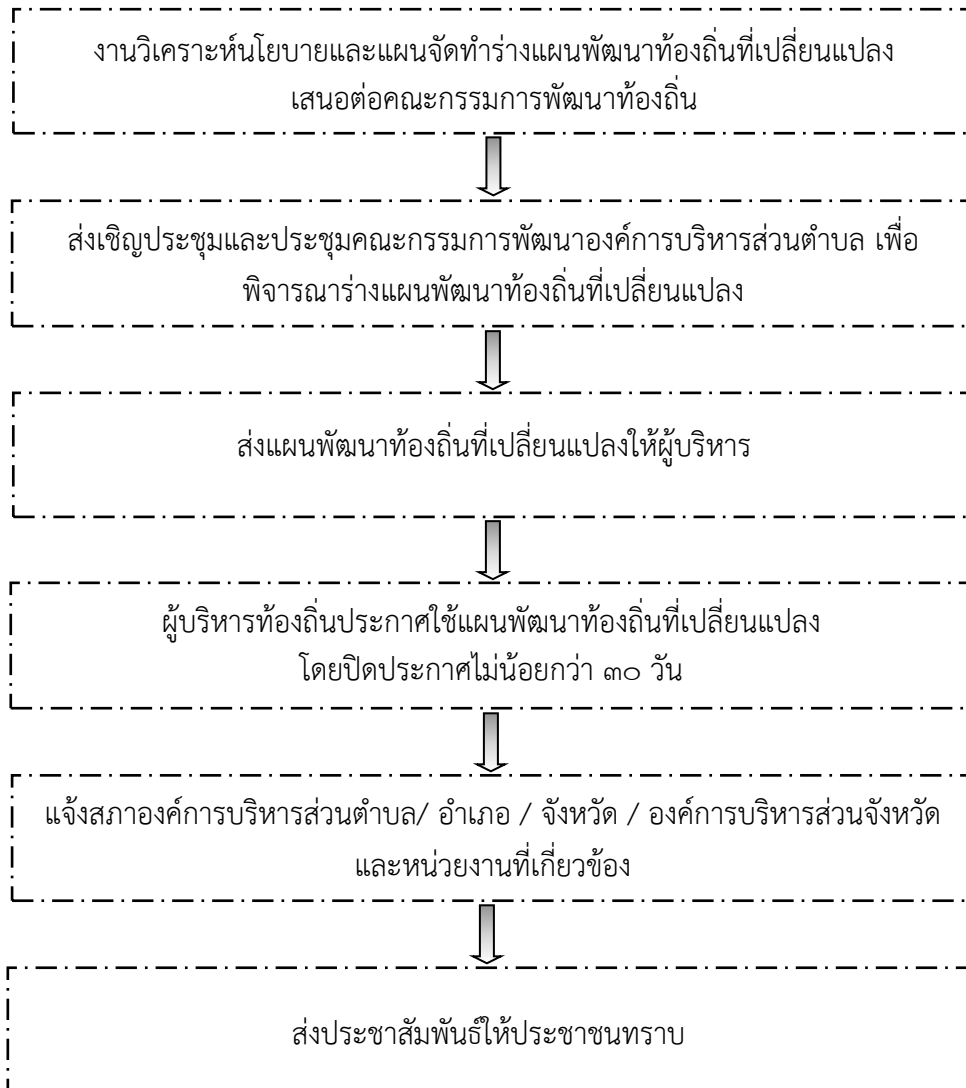 งานวิเคราะห์นโยบายและแผนจัดทำร่างแผนพัฒนาท้องถิ่นที่เปลี่ยนแปลง
เสนอต่อคณะกรรมการพัฒนาท้องถิ่น
ส่งเชิญประชุมและประชุมคณะกรรมการพัฒนาองค์การบริหารส่วนตำบล เพื่อ
พิจารณาร่างแผนพัฒนาท้องถิ่นที่เปลี่ยนแปลง
ส่งแผนพัฒนาท้องถิ่นที่เปลี่ยนแปลงให้ผู้บริหาร
ผู้บริหารท้องถิ่นประกาศใช้แผนพัฒนาท้องถิ่นที่เปลี่ยนแปลง
โดยปิดประกาศไม่น้อยกว่า ๓๐ วัน
แจ้งสภาองค์การบริหารส่วนตำบล/ อำเภอ / จังหวัด / องค์การบริหารส่วนจังหวัด
และหน่วยงานที่เกี่ยวข้อง
ส่งประชาสัมพันธ์ให้ประชาชนทราบ